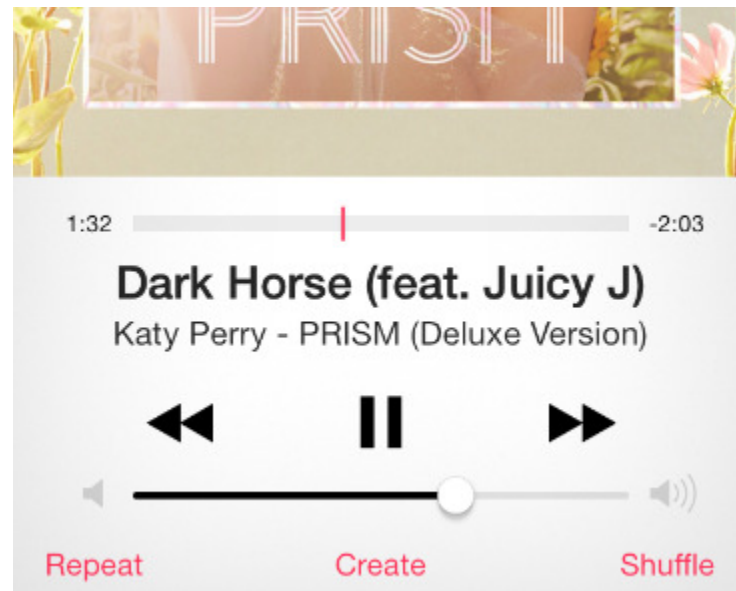 PRISM
1:32 -2:03
Dark Horse (feat. Juicy J)
Katy Perry - PRISM (Deluxe Version)
Repeat Create Shuffle